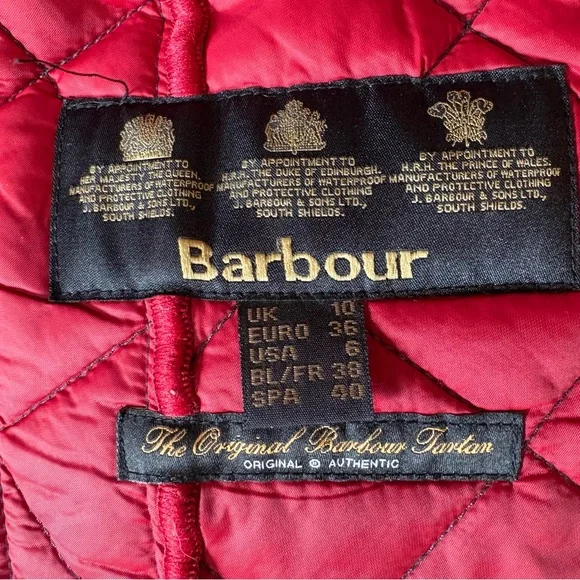 BY APPOINTMENT TO
HER MAJESTY THE QUEEN.
MANUFACTURERS OF WATERPROOF
AND PROTECTIVE CLOTHING
J. BARBOUR & SONS LTD.,
SOUTH SHIELDS.
BY APPOINTMENT TO
H.R.H. THE DUKE OF EDINBURGH.
MANUFACTURERS OF WATERPROOF
AND PROTECTIVE CLOTHING
J. BARBOUR & SONS LTD.,
SOUTH SHIELDS.
BY APPOINTMENT TO
H.R.H. THE PRINCE OF WALES.
MANUFACTURERS OF WATERPROOF
AND PROTECTIVE CLOTHING
J. BARBOUR & SONS LTD.,
SOUTH SHIELDS.
Barbour
UK 10
EURO 36
USA 6
BL/FR 38
SPA 40
The Original Barbour Tartan
ORIGINAL © AUTHENTIC